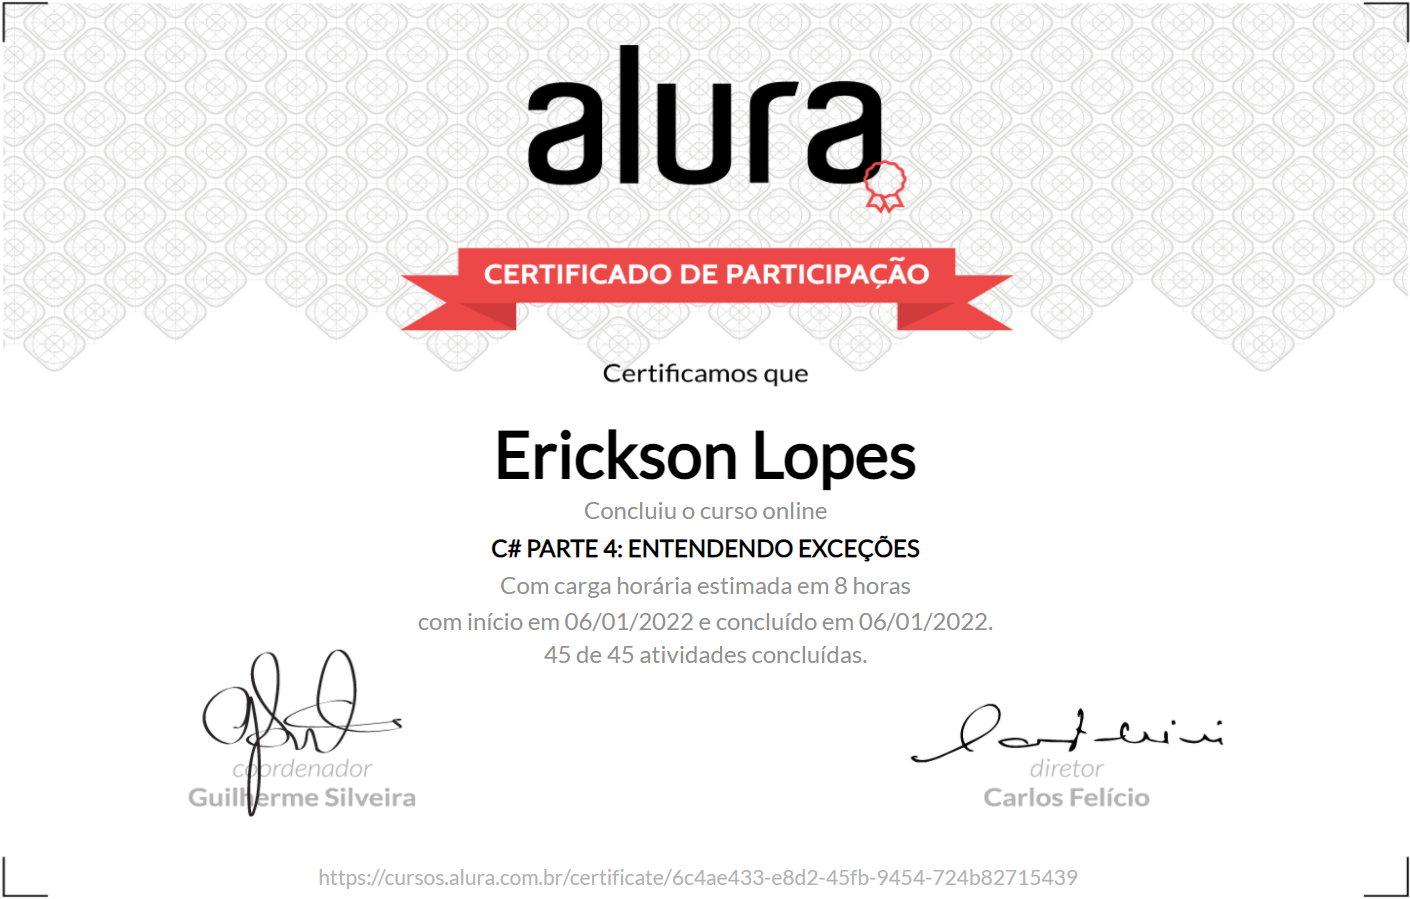 alura
CERTIFICADO DE PARTICIPAÇÃO
Certificamos que
Erickson Lopes
Concluiu o curso online
C# PARTE 4: ENTENDENDO EXCEÇÕES
Com carga horária estimada em 8 horas
com início em 06/01/2022 e concluído em 06/01/2022.
45 de 45 atividades concluídas.
coordenador
Guilherme Silveira
diretor
Carlos Felício
https://cursos.alura.com.br/certificate/6c4ae433-e8d2-45fb-9454-724b82715439